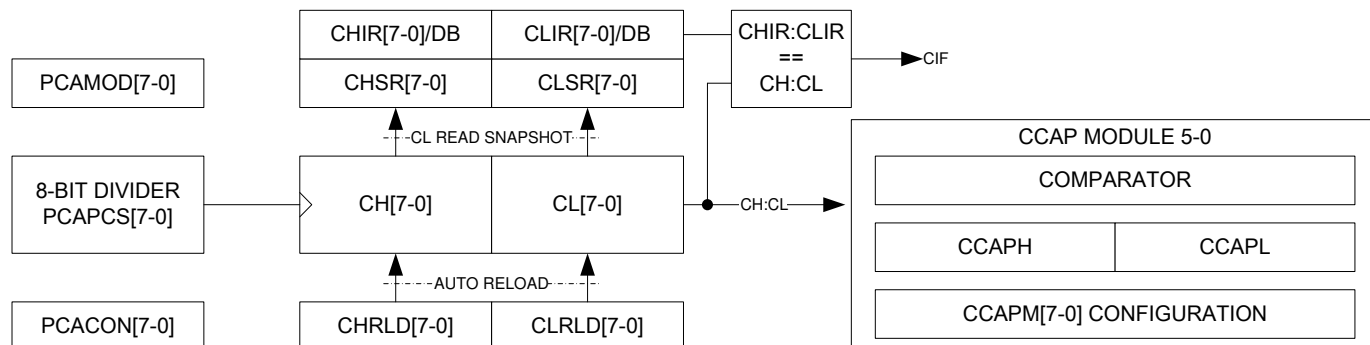 CHIR[7-0]/DB
CLIR[7-0]/DB
CHIR:CLIR
==
CH:CL
CIF
PCAMOD[7-0]
CHSR[7-0]
CLSR[7-0]
CL READ SNAPSHOT
8-BIT DIVIDER
PCAPCS[7-0]
CH[7-0]
CL[7-0]
CH:CL
AUTO RELOAD
PCACON[7-0]
CHRLD[7-0]
CLRLD[7-0]
CCAP MODULE 5-0
COMPARATOR
CCAPH
CCAPL
CCAPM[7-0] CONFIGURATION